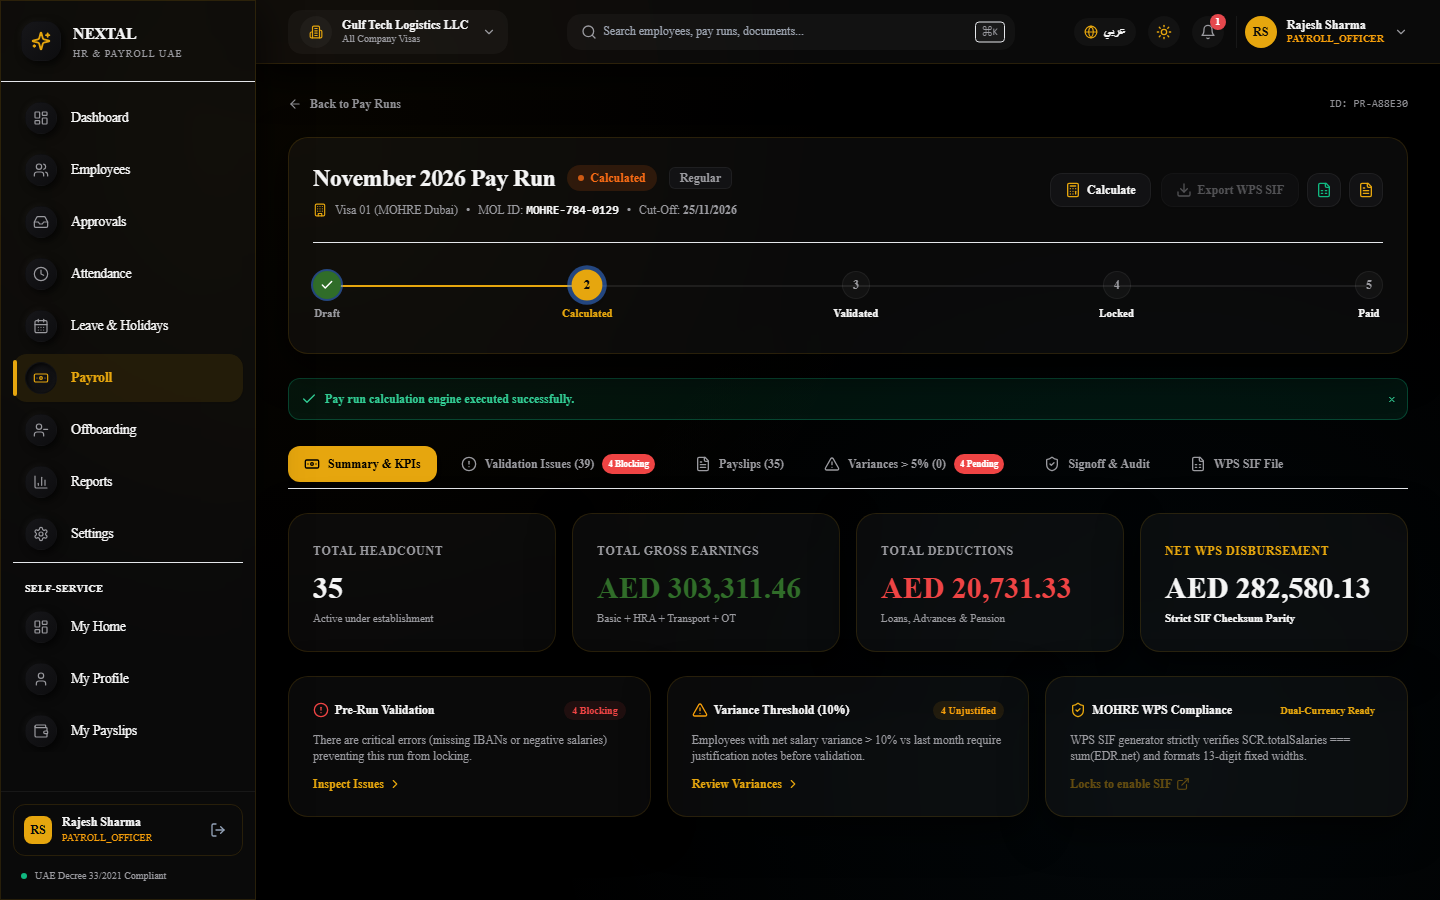 NEXTAL
HR & PAYROLL UAE
Dashboard
Employees
Approvals
Attendance
Leave & Holidays
Payroll
Offboarding
Reports
Settings
SELF-SERVICE
My Home
My Profile
My Payslips
RS
Rajesh Sharma
PAYROLL_OFFICER
UAE Decree 33/2021 Compliant
Gulf Tech Logistics LLC
All Company Visas
Search employees, pay runs, documents...
⌘K
عربي
1
RS
Rajesh Sharma
PAYROLL_OFFICER
Back to Pay Runs
ID: PR-A88E30
November 2026 Pay Run
Calculated
Regular
Visa 01 (MOHRE Dubai) • MOL ID: MOHRE-784-0129 • Cut-Off: 25/11/2026
Calculate
Export WPS SIF
2
3
4
5
Draft
Calculated
Validated
Locked
Paid
Pay run calculation engine executed successfully.
×
Summary & KPIs
Validation Issues (39)
4 Blocking
Payslips (35)
Variances > 5% (0)
4 Pending
Signoff & Audit
WPS SIF File
TOTAL HEADCOUNT
35
Active under establishment
TOTAL GROSS EARNINGS
AED 303,311.46
Basic + HRA + Transport + OT
TOTAL DEDUCTIONS
AED 20,731.33
Loans, Advances & Pension
NET WPS DISBURSEMENT
AED 282,580.13
Strict SIF Checksum Parity
Pre-Run Validation
4 Blocking
There are critical errors (missing IBANs or negative salaries)
preventing this run from locking.
Inspect Issues
Variance Threshold (10%)
4 Unjustified
Employees with net salary variance > 10% vs last month require
justification notes before validation.
Review Variances
MOHRE WPS Compliance
Dual-Currency Ready
WPS SIF generator strictly verifies SCR.totalSalaries ===
sum(EDR.net) and formats 13-digit fixed widths.
Locks to enable SIF